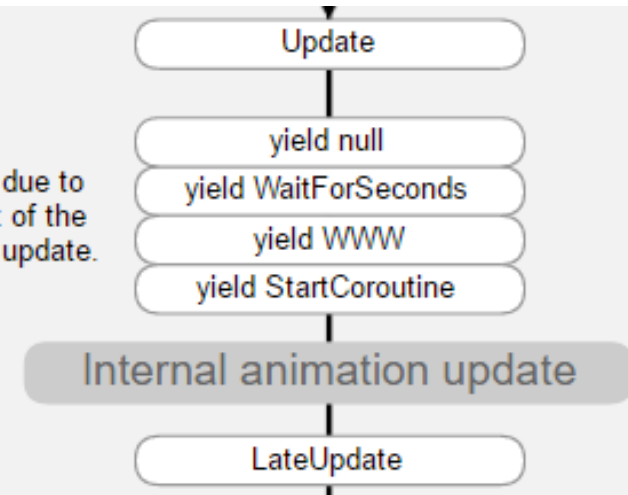 Update
yield null
due to
yield WaitForSeconds
of the
yield WWW
update.
yield StartCoroutine
Internal animation update
LateUpdate